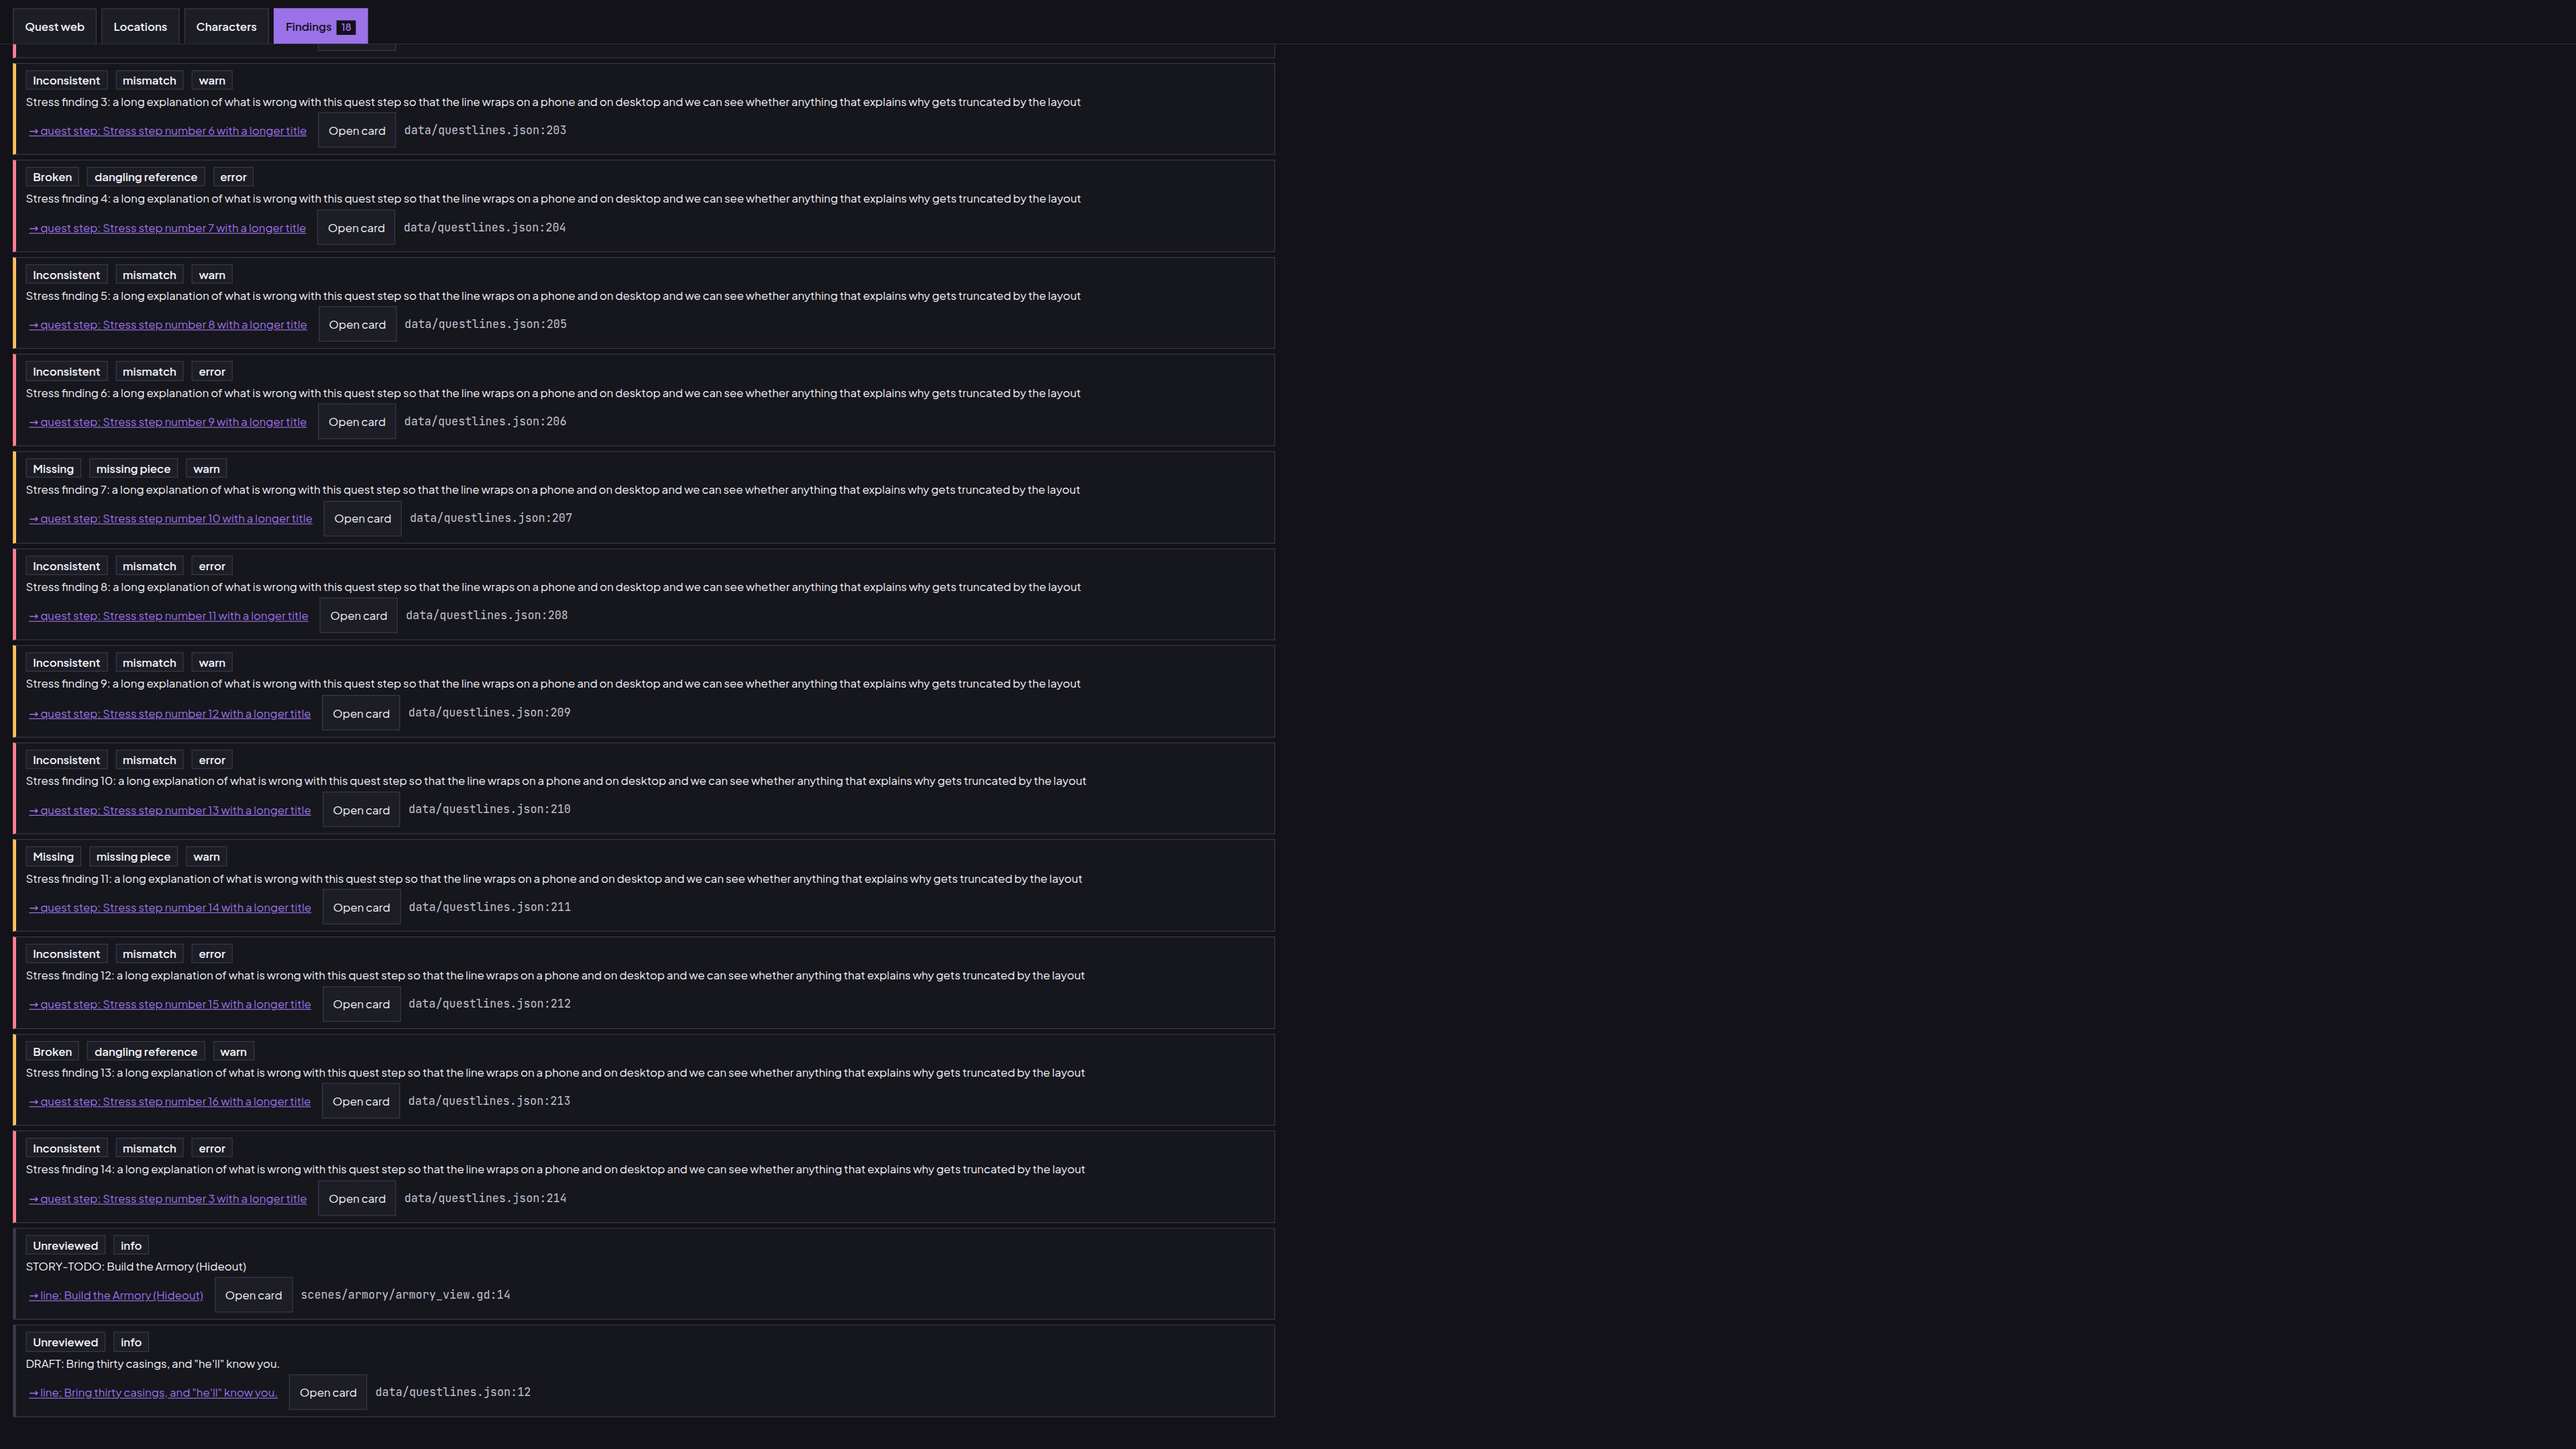 Quest web Locations Characters Findings 18
Inconsistent mismatch warn
Stress finding 3: a long explanation of what is wrong with this quest step so that the line wraps on a phone and on desktop and we can see whether anything that explains why gets truncated by the layout
→ quest step: Stress step number 6 with a longer title Open card data/questlines.json:203
Broken dangling reference error
Stress finding 4: a long explanation of what is wrong with this quest step so that the line wraps on a phone and on desktop and we can see whether anything that explains why gets truncated by the layout
→ quest step: Stress step number 7 with a longer title Open card data/questlines.json:204
Inconsistent mismatch warn
Stress finding 5: a long explanation of what is wrong with this quest step so that the line wraps on a phone and on desktop and we can see whether anything that explains why gets truncated by the layout
→ quest step: Stress step number 8 with a longer title Open card data/questlines.json:205
Inconsistent mismatch error
Stress finding 6: a long explanation of what is wrong with this quest step so that the line wraps on a phone and on desktop and we can see whether anything that explains why gets truncated by the layout
→ quest step: Stress step number 9 with a longer title Open card data/questlines.json:206
Missing missing piece warn
Stress finding 7: a long explanation of what is wrong with this quest step so that the line wraps on a phone and on desktop and we can see whether anything that explains why gets truncated by the layout
→ quest step: Stress step number 10 with a longer title Open card data/questlines.json:207
Inconsistent mismatch error
Stress finding 8: a long explanation of what is wrong with this quest step so that the line wraps on a phone and on desktop and we can see whether anything that explains why gets truncated by the layout
→ quest step: Stress step number 11 with a longer title Open card data/questlines.json:208
Inconsistent mismatch warn
Stress finding 9: a long explanation of what is wrong with this quest step so that the line wraps on a phone and on desktop and we can see whether anything that explains why gets truncated by the layout
→ quest step: Stress step number 12 with a longer title Open card data/questlines.json:209
Inconsistent mismatch error
Stress finding 10: a long explanation of what is wrong with this quest step so that the line wraps on a phone and on desktop and we can see whether anything that explains why gets truncated by the layout
→ quest step: Stress step number 13 with a longer title Open card data/questlines.json:210
Missing missing piece warn
Stress finding 11: a long explanation of what is wrong with this quest step so that the line wraps on a phone and on desktop and we can see whether anything that explains why gets truncated by the layout
→ quest step: Stress step number 14 with a longer title Open card data/questlines.json:211
Inconsistent mismatch error
Stress finding 12: a long explanation of what is wrong with this quest step so that the line wraps on a phone and on desktop and we can see whether anything that explains why gets truncated by the layout
→ quest step: Stress step number 15 with a longer title Open card data/questlines.json:212
Broken dangling reference warn
Stress finding 13: a long explanation of what is wrong with this quest step so that the line wraps on a phone and on desktop and we can see whether anything that explains why gets truncated by the layout
→ quest step: Stress step number 16 with a longer title Open card data/questlines.json:213
Inconsistent mismatch error
Stress finding 14: a long explanation of what is wrong with this quest step so that the line wraps on a phone and on desktop and we can see whether anything that explains why gets truncated by the layout
→ quest step: Stress step number 3 with a longer title Open card data/questlines.json:214
Unreviewed info
STORY-TODO: Build the Armory (Hideout)
→ line: Build the Armory (Hideout) Open card scenes/armory/armory_view.gd:14
Unreviewed info
DRAFT: Bring thirty casings, and "he'll" know you.
→ line: Bring thirty casings, and "he'll" know you. Open card data/questlines.json:12